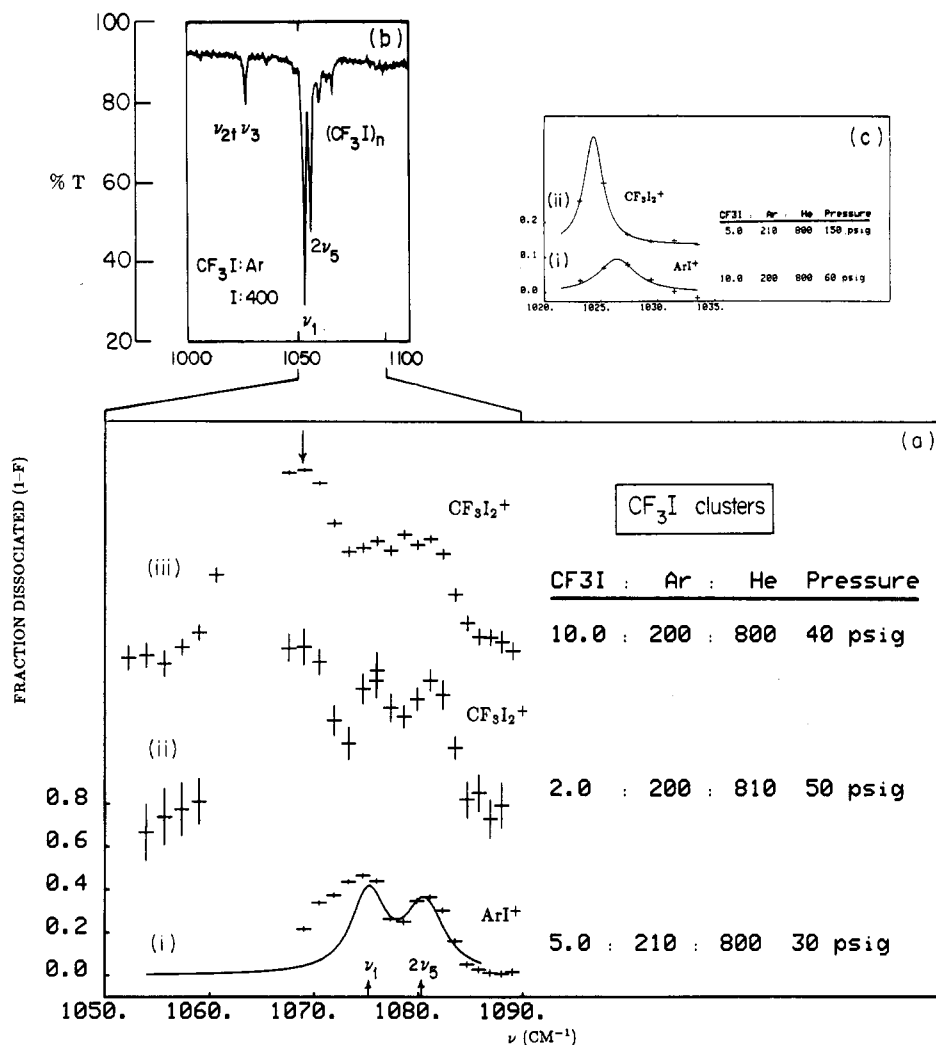 (b)
100
80
% T
60
40
20
ν2+ν3
(CF3I)n
2ν5
CF3I:Ar
1:400
ν1
1000
1050
1100
(c)
(ii)
CF3I2+
0.2
0.1
(i)
ArI+
0.0
1020.
1025.
1030.
1035.
CF3I : Ar : He Pressure
5.0 210 800 150 psig
10.0 200 800 60 psig
(a)
FRACTION DISSOCIATED (1-F)
CF3I clusters
CF3I2+
(iii)
CF3I : Ar : He Pressure
10.0 : 200 : 800 40 psig
CF3I2+
(ii)
2.0 : 200 : 810 50 psig
0.8
0.6
0.4
0.2
0.0
ArI+
(i)
5.0 : 210 : 800 30 psig
ν1
2ν5
1050.
1060.
1070.
1080.
1090.
ν (CM−1)